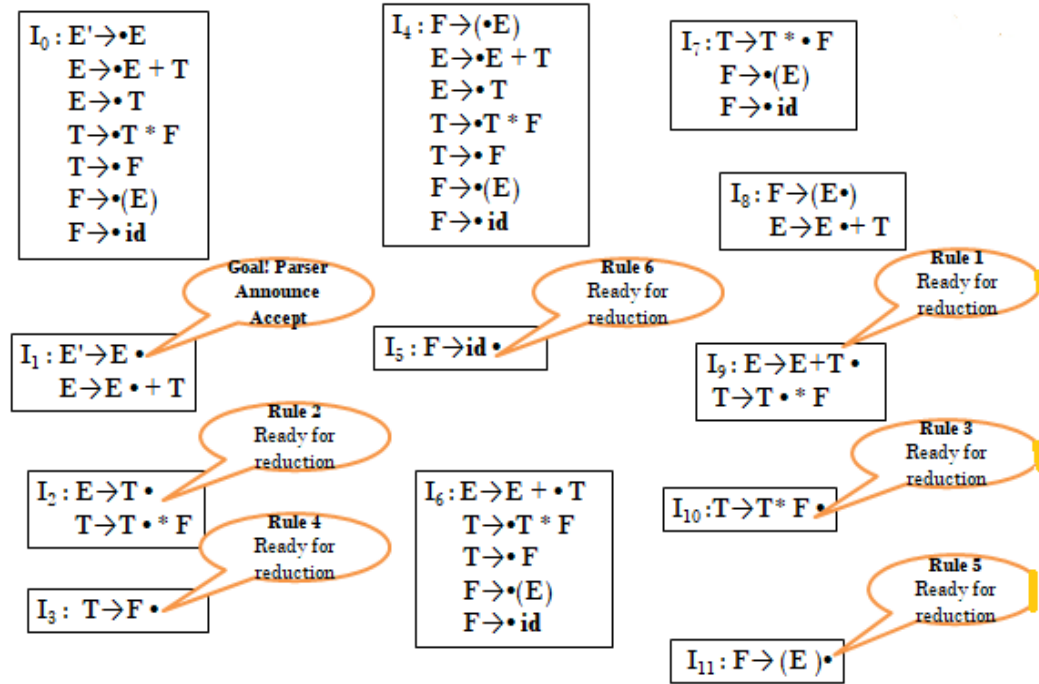 I₀ : E'→•E
E→•E + T
E→• T
T→•T * F
T→• F
F→•(E)
F→• id
I₄ : F→(•E)
E→•E + T
E→• T
T→•T * F
T→• F
F→•(E)
F→• id
I₇ : T→T * • F
F→•(E)
F→• id
I₈ : F→(E•)
E→E •+ T
Goal! Parser
Announce
Accept
Rule 6
Ready for
reduction
Rule 1
Ready for
reduction
I₁ : E'→E •
E→E • + T
I₅ : F→id •
I₉ : E→E+T •
T→T • * F
Rule 2
Ready for
reduction
Rule 3
Ready for
reduction
I₂ : E→T •
T→T • * F
I₆ : E→E + • T
T→•T * F
T→• F
F→•(E)
F→• id
I₁₀ :T→T* F •
Rule 4
Ready for
reduction
Rule 5
Ready for
reduction
I₃ : T→F •
I₁₁ : F→ (E )•